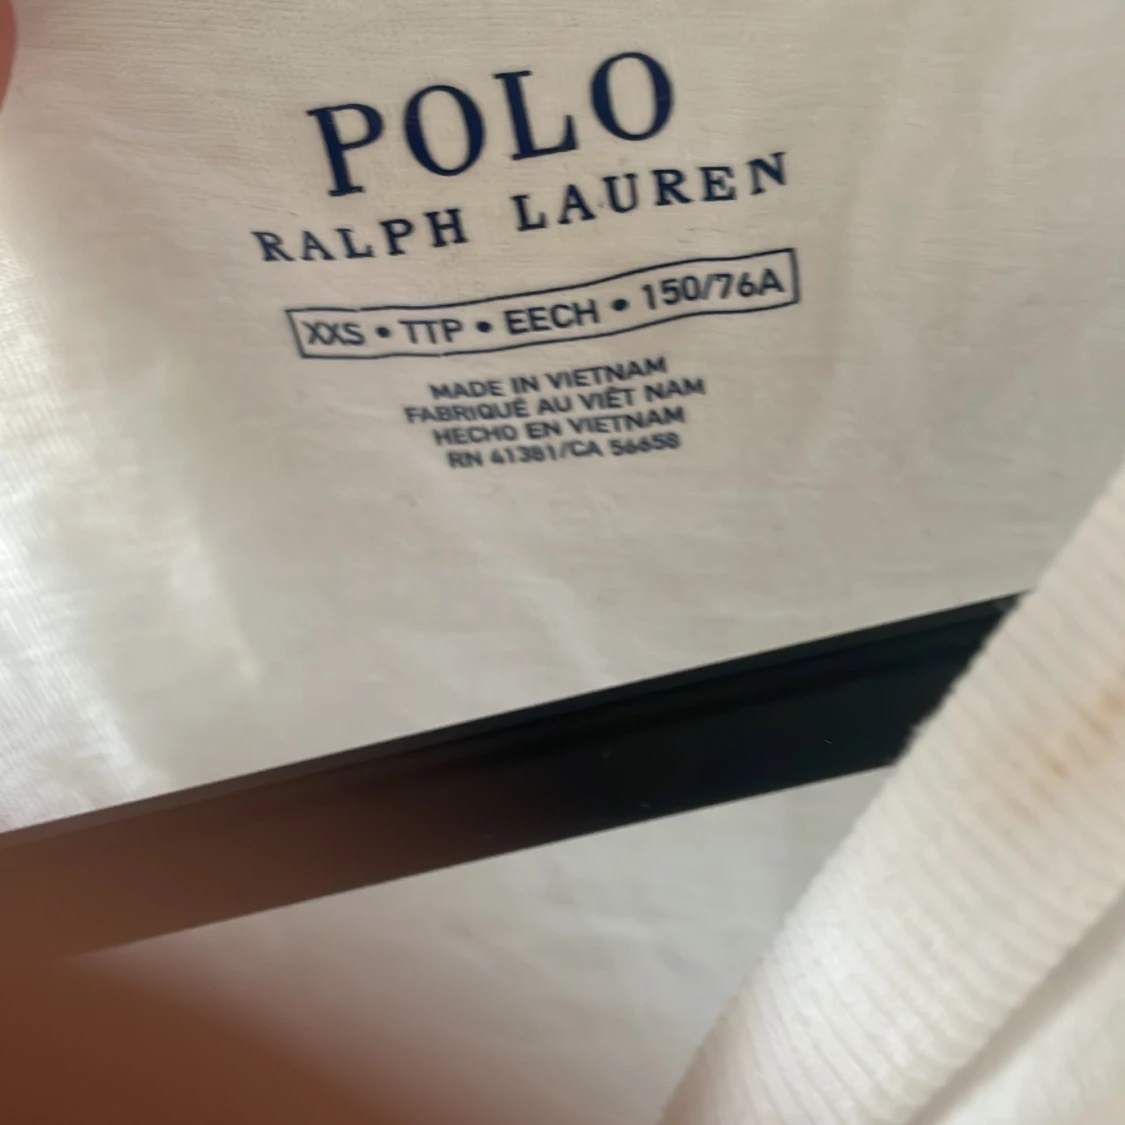 POLO
RALPH LAUREN
XXS • TTP • EECH • 150/76A
MADE IN VIETNAM
FABRIQUÉ AU VIÊT NAM
HECHO EN VIETNAM
RN 41381/CA 56658